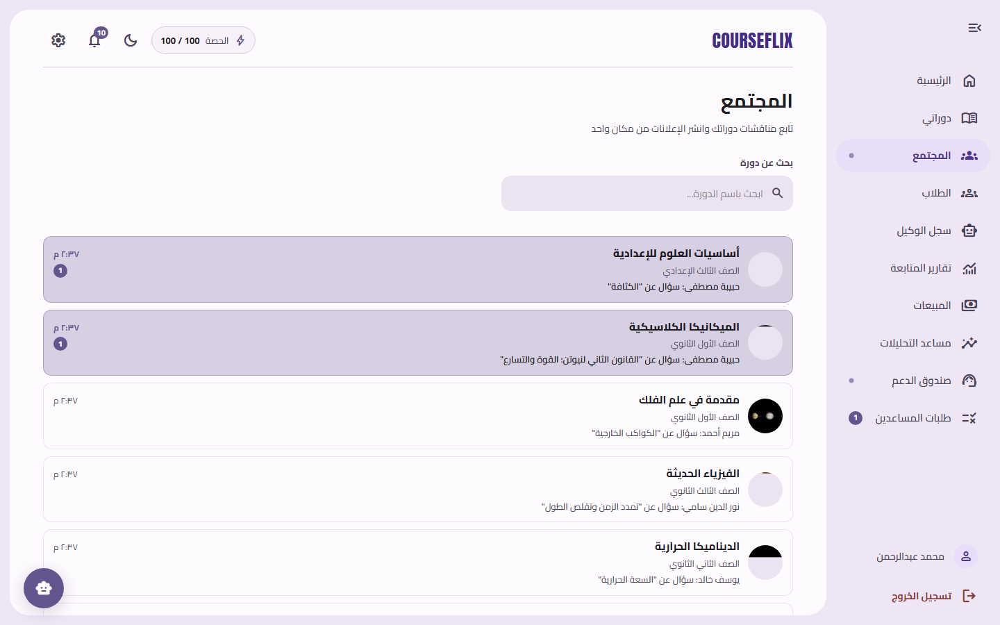 COURSEFLIX
الحصة 100 / 100
10
الرئيسية
دوراتي
المجتمع
الطلاب
سجل الوكيل
تقارير المتابعة
المبيعات
مساعد التحليلات
صندوق الدعم
طلبات المساعدين 1
محمد عبدالرحمن
تسجيل الخروج
المجتمع
تابع مناقشات دوراتك وانشر الإعلانات من مكان واحد
بحث عن دورة
ابحث باسم الدورة...
أساسيات العلوم للإعدادية
٢:٣٧ م
الصف الثالث الإعدادي
1
حبيبة مصطفى: سؤال عن "الكثافة"
الميكانيكا الكلاسيكية
٢:٣٧ م
الصف الأول الثانوي
1
حبيبة مصطفى: سؤال عن "القانون الثاني لنيوتن: القوة والتسارع"
مقدمة في علم الفلك
٢:٣٧ م
الصف الأول الثانوي
مريم أحمد: سؤال عن "الكواكب الخارجية"
الفيزياء الحديثة
٢:٣٧ م
الصف الثالث الثانوي
نور الدين سامي: سؤال عن "تمدد الزمن وتقلص الطول"
الديناميكا الحرارية
٢:٣٧ م
الصف الثاني الثانوي
يوسف خالد: سؤال عن "السعة الحرارية"